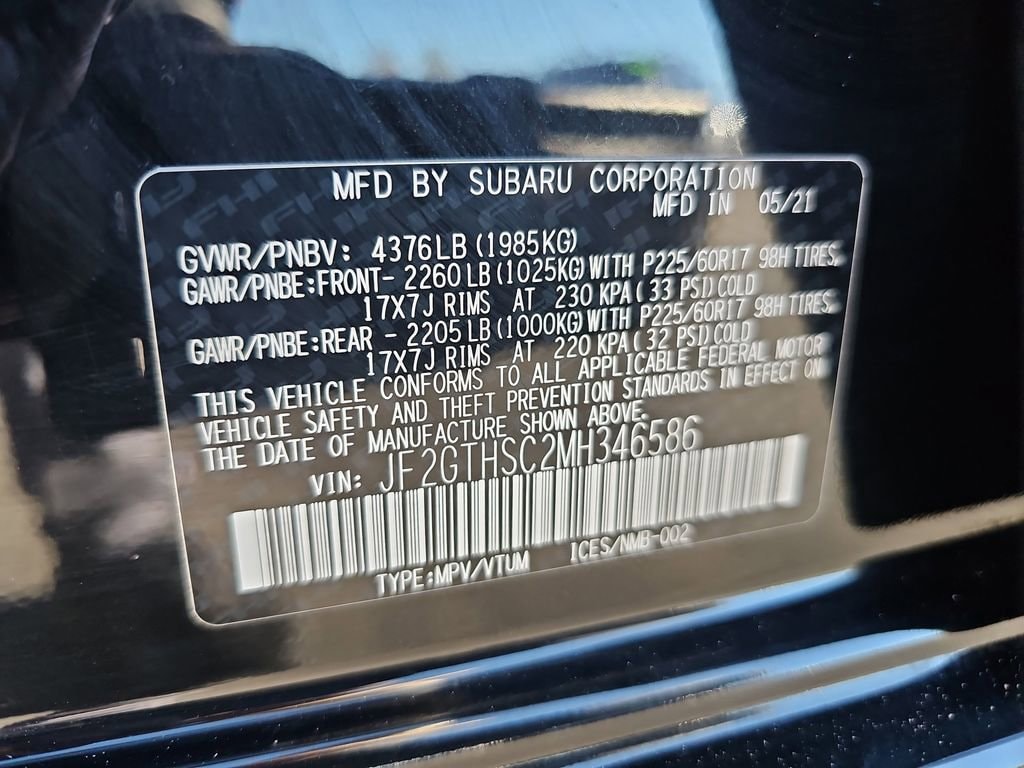 MFD BY SUBARU CORPORATION
MFD IN 05/21
GVWR/PNBV: 4376LB (1985KG)
GAWR/PNBE:FRONT- 2260 LB (1025KG) WITH P225/60R17 98H TIRES,
17X7J RIMS AT 230 KPA (33 PSI) COLD
GAWR/PNBE:REAR - 2205 LB (1000KG) WITH P225/60R17 98H TIRES,
17X7J RIMS AT 220 KPA (32 PSI) COLD
THIS VEHICLE CONFORMS TO ALL APPLICABLE FEDERAL MOTOR
VEHICLE SAFETY AND THEFT PREVENTION STANDARDS IN EFFECT ON
THE DATE OF MANUFACTURE SHOWN ABOVE.
VIN: JF2GTHSC2MH346586
TYPE:MPV/VTUM ICES/NMB-002